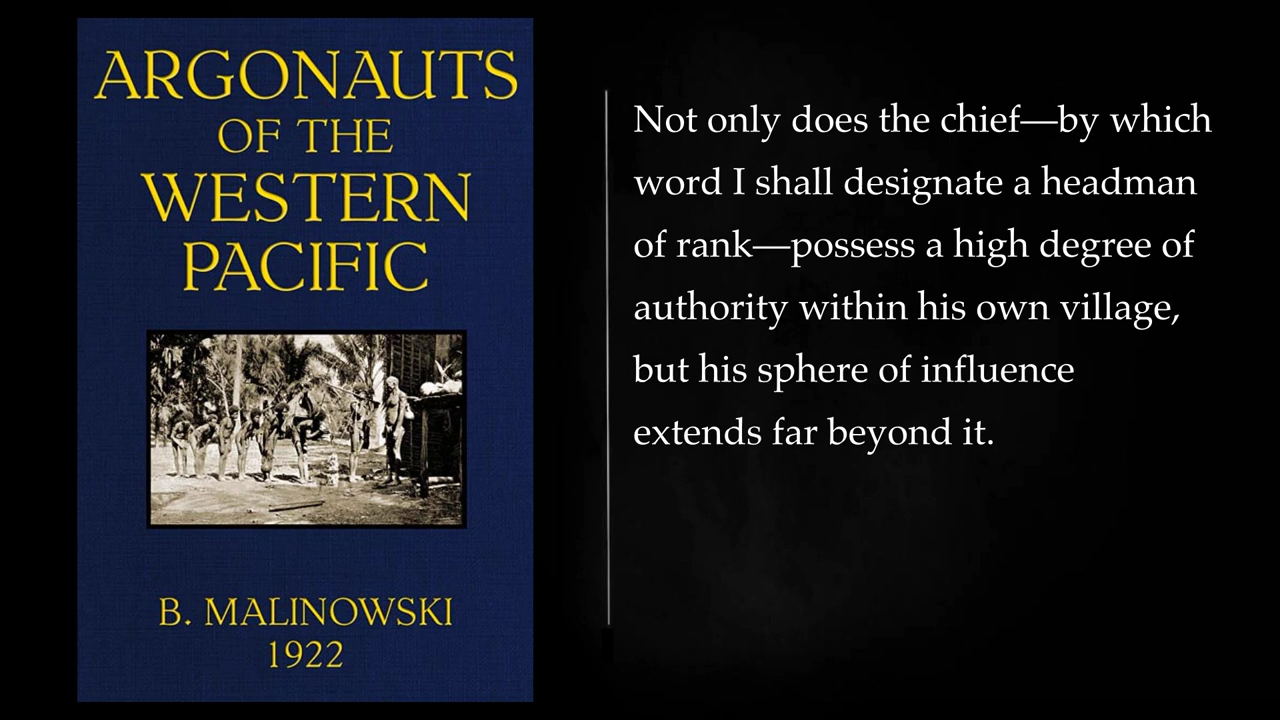 ARGONAUTS
OF THE
WESTERN
PACIFIC
B. MALINOWSKI
1922
Not only does the chief—by which
word I shall designate a headman
of rank—possess a high degree of
authority within his own village,
but his sphere of influence
extends far beyond it.